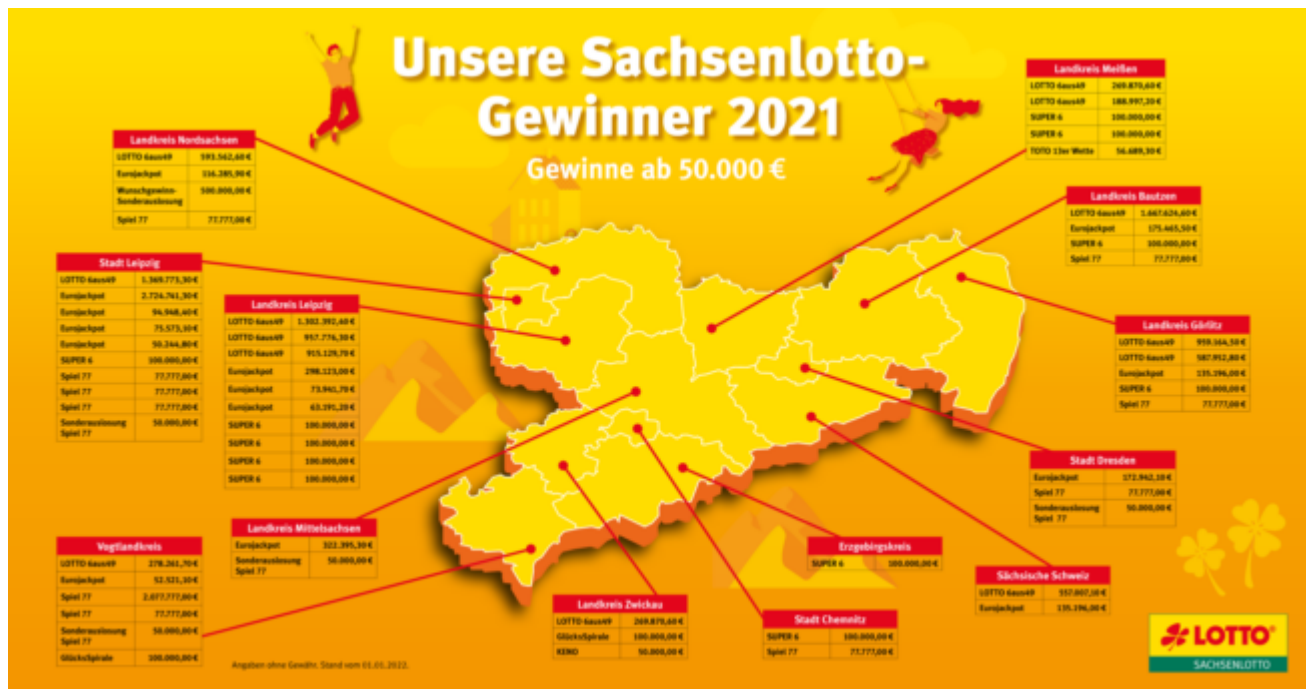 Unsere Sachsenlotto-
Gewinner 2021
Gewinne ab 50.000 €
Landkreis Nordsachsen
LOTTO 6aus49 593.562,60 €
Eurojackpot 116.285,90 €
Wunschgewinn- 500.000,00 €
Sonderauslosung
Spiel 77 77.777,00 €
Stadt Leipzig
LOTTO 6aus49 1.369.773,30 €
Eurojackpot 2.724.761,30 €
Eurojackpot 94.948,40 €
Eurojackpot 75.573,10 €
Eurojackpot 50.244,80 €
SUPER 6 100.000,00 €
Spiel 77 77.777,00 €
Spiel 77 77.777,00 €
Spiel 77 77.777,00 €
Sonderauslosung 50.000,00 €
Spiel 77
Landkreis Leipzig
LOTTO 6aus49 1.302.392,60 €
LOTTO 6aus49 957.776,30 €
LOTTO 6aus49 915.129,70 €
Eurojackpot 298.123,00 €
Eurojackpot 73.941,70 €
Eurojackpot 63.191,20 €
SUPER 6 100.000,00 €
SUPER 6 100.000,00 €
SUPER 6 100.000,00 €
SUPER 6 100.000,00 €
Landkreis Mittelsachsen
Eurojackpot 322.395,30 €
Sonderauslosung 50.000,00 €
Spiel 77
Vogtlandkreis
LOTTO 6aus49 278.261,70 €
Eurojackpot 52.521,10 €
Spiel 77 2.077.777,00 €
Spiel 77 77.777,00 €
Sonderauslosung 50.000,00 €
Spiel 77
GlücksSpirale 100.000,00 €
Landkreis Zwickau
LOTTO 6aus49 269.870,60 €
GlücksSpirale 100.000,00 €
KENO 50.000,00 €
Stadt Chemnitz
SUPER 6 100.000,00 €
Spiel 77 77.777,00 €
Erzgebirgskreis
SUPER 6 100.000,00 €
Sächsische Schweiz
LOTTO 6aus49 557.007,10 €
Eurojackpot 135.196,00 €
Stadt Dresden
Eurojackpot 172.942,10 €
Spiel 77 77.777,00 €
Sonderauslosung 50.000,00 €
Spiel 77
Landkreis Görlitz
LOTTO 6aus49 959.164,50 €
LOTTO 6aus49 587.952,80 €
Eurojackpot 135.196,00 €
SUPER 6 100.000,00 €
Spiel 77 77.777,00 €
Landkreis Bautzen
LOTTO 6aus49 1.667.624,60 €
Eurojackpot 175.465,50 €
SUPER 6 100.000,00 €
Spiel 77 77.777,00 €
Landkreis Meißen
LOTTO 6aus49 269.870,60 €
LOTTO 6aus49 188.997,20 €
SUPER 6 100.000,00 €
SUPER 6 100.000,00 €
TOTO 13er Wette 56.689,30 €
Angaben ohne Gewähr. Stand vom 01.01.2022.
LOTTO®
SACHSENLOTTO